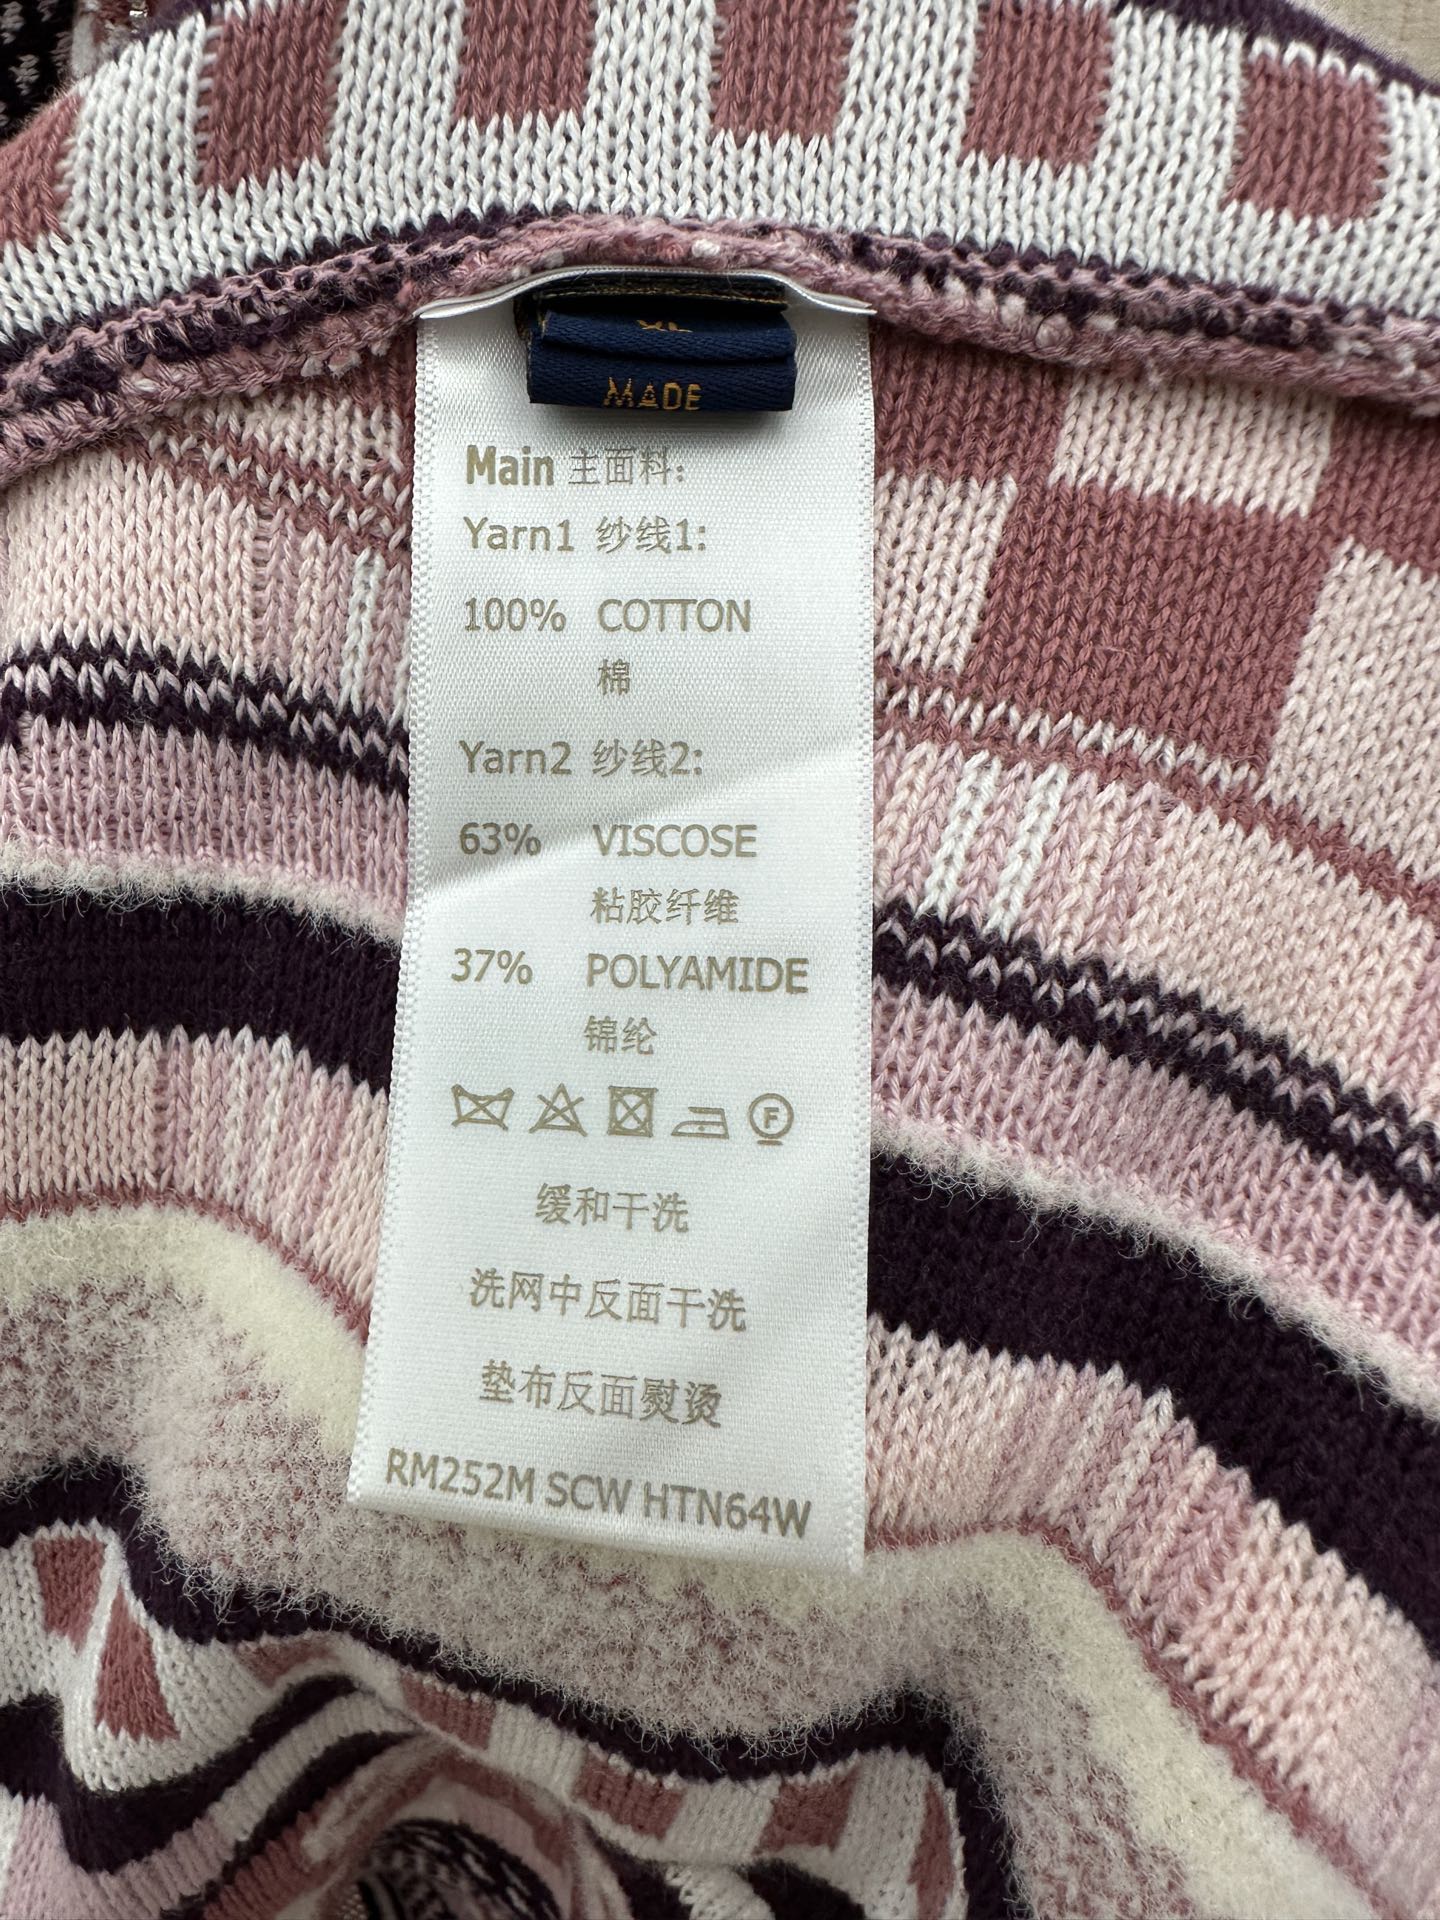 XL
MADE
Main 主面料:
Yarn1 纱线1:
100% COTTON
棉
Yarn2 纱线2:
63% VISCOSE
粘胶纤维
37% POLYAMIDE
锦纶
F
缓和干洗
洗网中反面干洗
垫布反面熨烫
RM252M SCW HTN64W